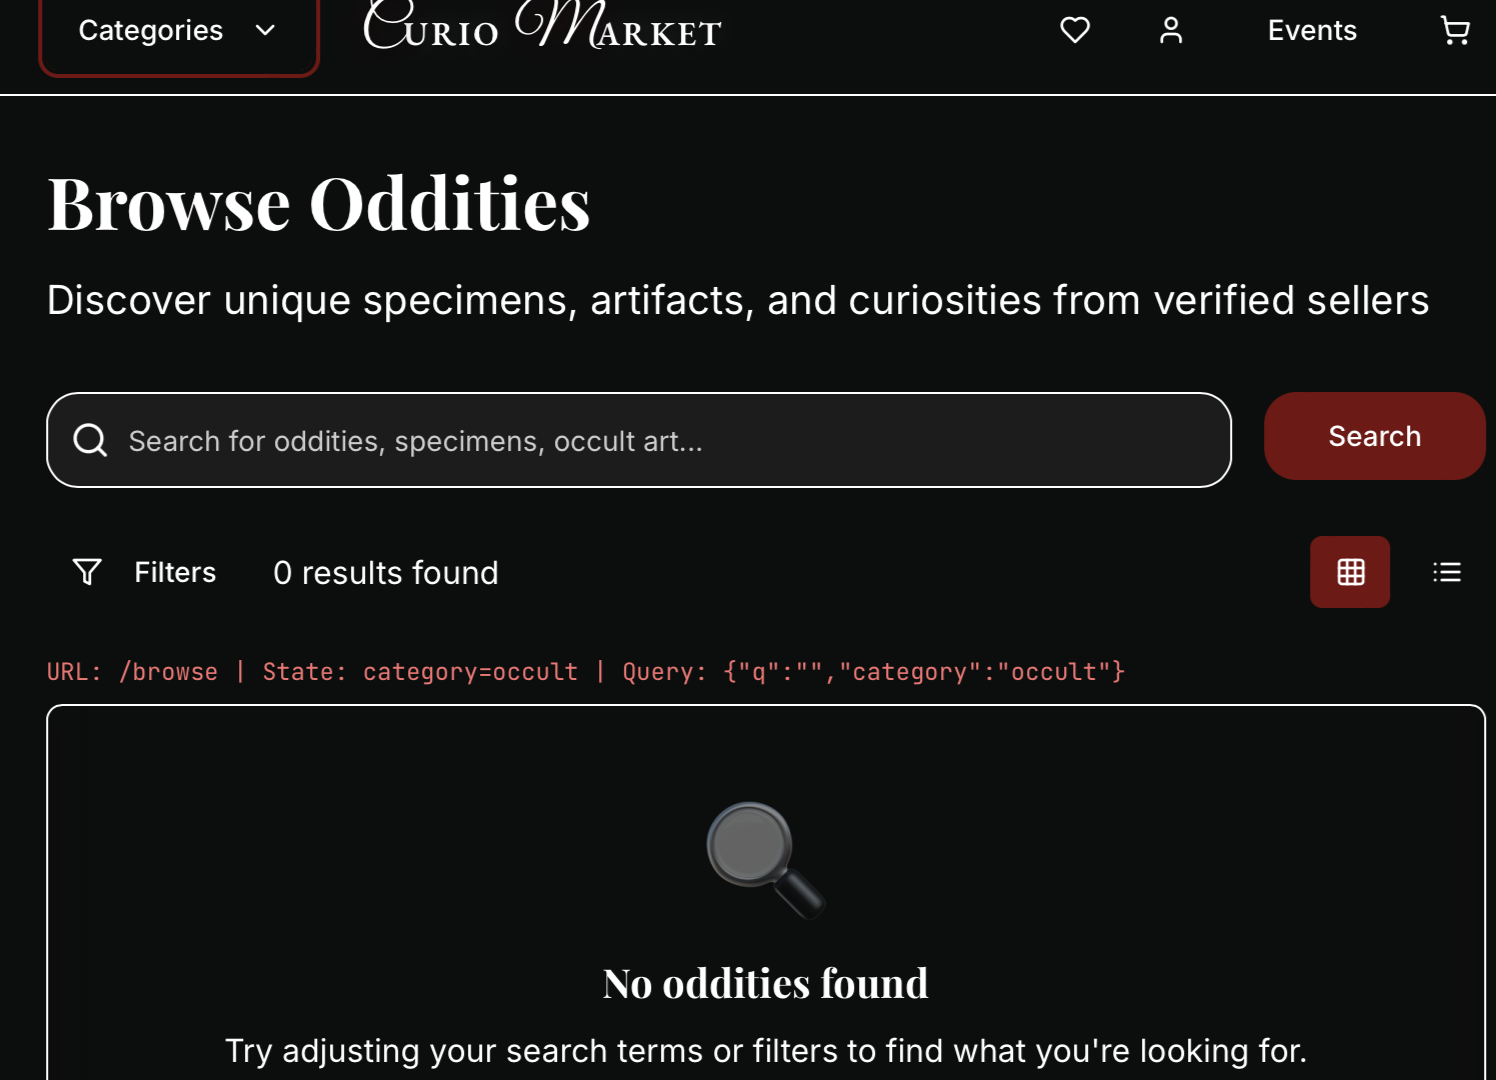 Categories
Curio Market
Events
Browse Oddities
Discover unique specimens, artifacts, and curiosities from verified sellers
Search for oddities, specimens, occult art...
Search
Filters
0 results found
URL: /browse | State: category=occult | Query: {"q":"","category":"occult"}
No oddities found
Try adjusting your search terms or filters to find what you're looking for.